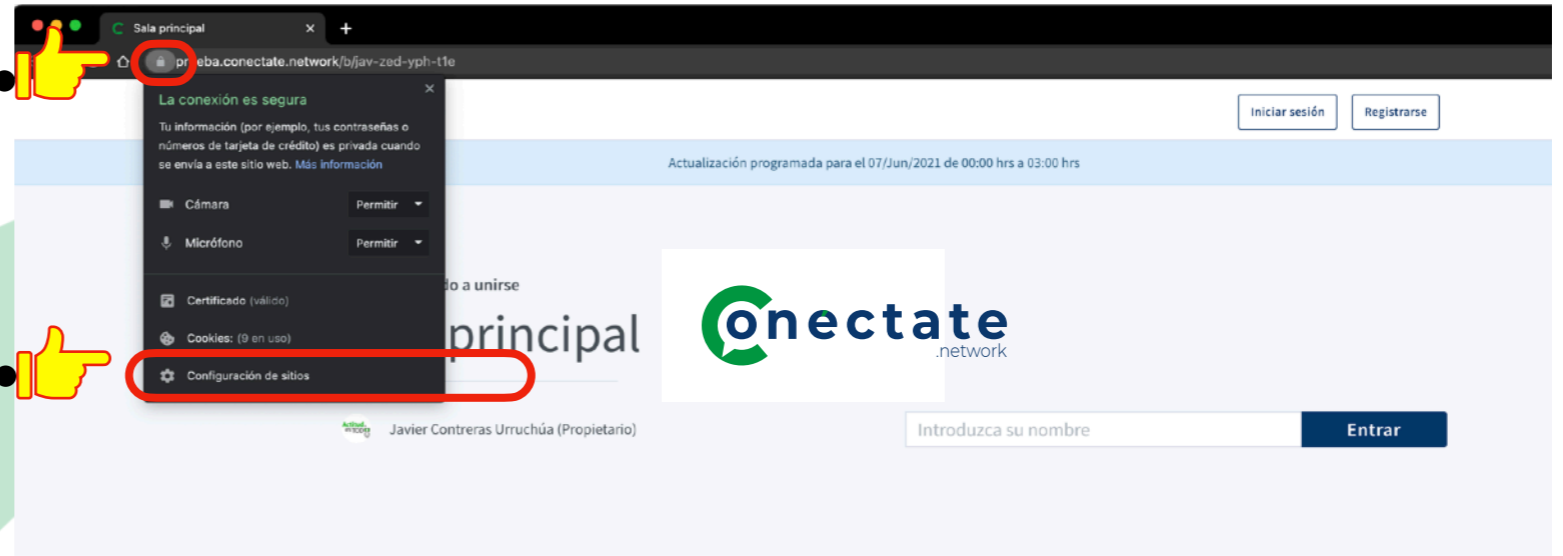 Sala principal
prueba.conectate.network/b/jav-zed-yph-t1e
La conexión es segura
Tu información (por ejemplo, tus contraseñas o
números de tarjeta de crédito) es privada cuando
se envía a este sitio web. Más información
Iniciar sesión Registrarse
Actualización programada para el 07/Jun/2021 de 00:00 hrs a 03:00 hrs
Cámara Permitir
Micrófono Permitir
Certificado (válido)
Cookies: (9 en uso)
Configuración de sitios
do a unirse
principal
Conéctate
.network
Javier Contreras Urruchúa (Propietario)
Introduzca su nombre
Entrar